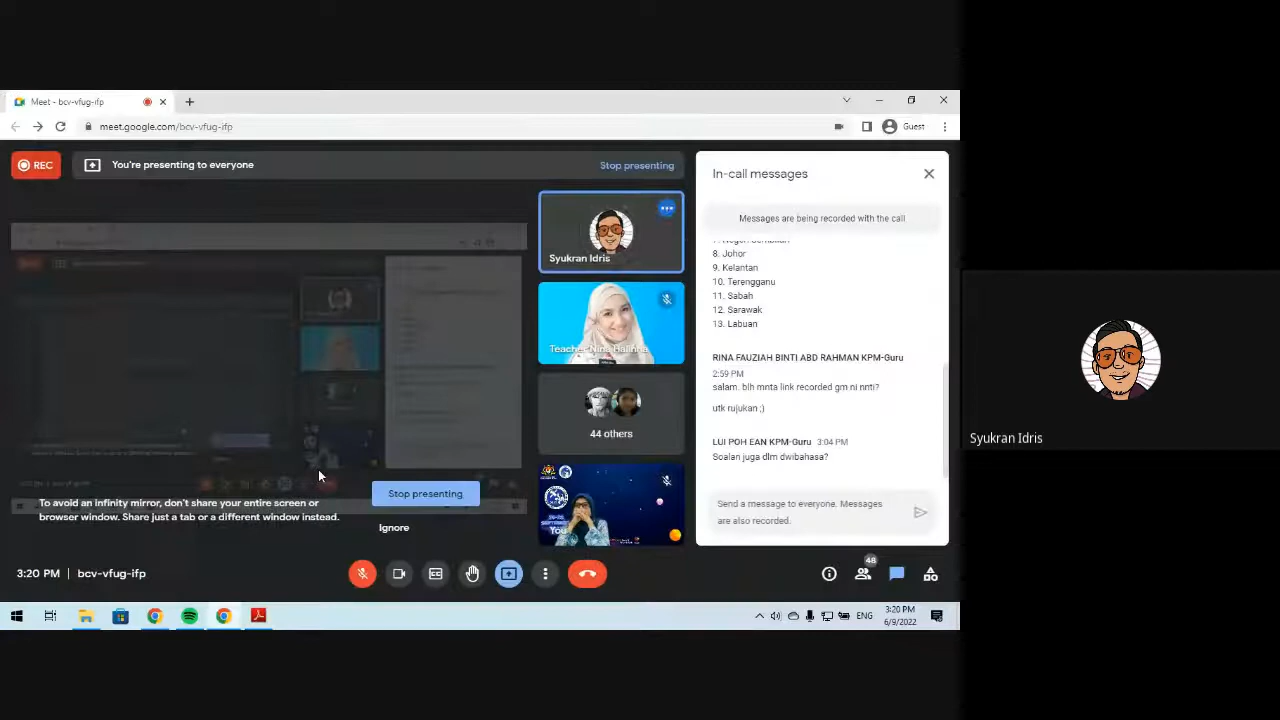 Meet - bcv-vfug-ifp
meet.google.com/bcv-vfug-ifp
Guest
REC
You're presenting to everyone
Stop presenting
In-call messages
Messages are being recorded with the call
8. Johor
9. Kelantan
10. Terengganu
11. Sabah
12. Sarawak
13. Labuan
RINA FAUZIAH BINTI ABD RAHMAN KPM-Guru
2:59 PM
salam. blh mnta link recorded gm ni nnti?
utk rujukan ;)
LUI POH EAN KPM-Guru 3:04 PM
Soalan juga dlm dwibahasa?
Send a message to everyone. Messages
are also recorded.
Syukran Idris
44 others
To avoid an infinity mirror, don't share your entire screen or
browser window. Share just a tab or a different window instead.
Stop presenting
Ignore
3:20 PM | bcv-vfug-ifp
48
ENG
3:20 PM
6/9/2022
Syukran Idris